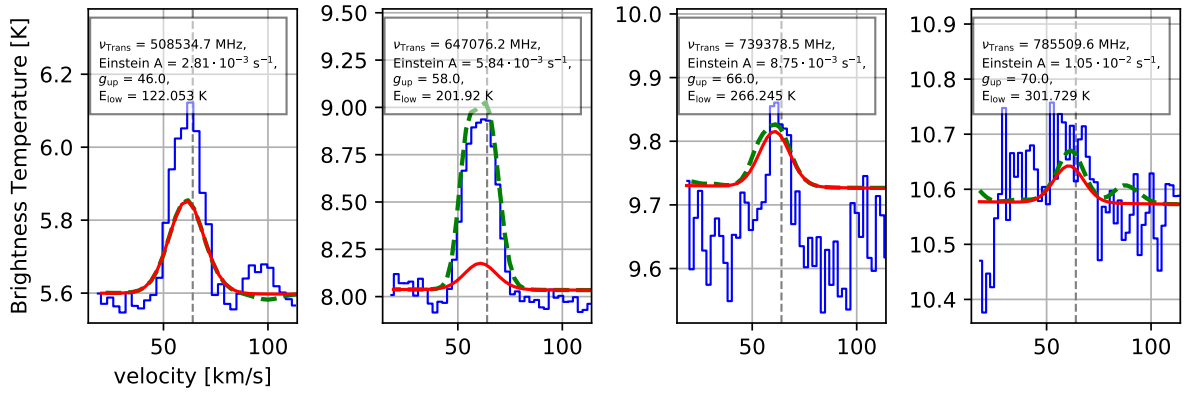 Brightness Temperature [K]
velocity [km/s]
6.2
6.0
5.8
5.6
50
100
ν_Trans = 508534.7 MHz,
Einstein A = 2.81 · 10⁻³ s⁻¹,
g_up = 46.0,
E_low = 122.053 K
9.50
9.25
9.00
8.75
8.50
8.25
8.00
50
100
ν_Trans = 647076.2 MHz,
Einstein A = 5.84 · 10⁻³ s⁻¹,
g_up = 58.0,
E_low = 201.92 K
10.0
9.9
9.8
9.7
9.6
50
100
ν_Trans = 739378.5 MHz,
Einstein A = 8.75 · 10⁻³ s⁻¹,
g_up = 66.0,
E_low = 266.245 K
10.9
10.8
10.7
10.6
10.5
10.4
50
100
ν_Trans = 785509.6 MHz,
Einstein A = 1.05 · 10⁻² s⁻¹,
g_up = 70.0,
E_low = 301.729 K